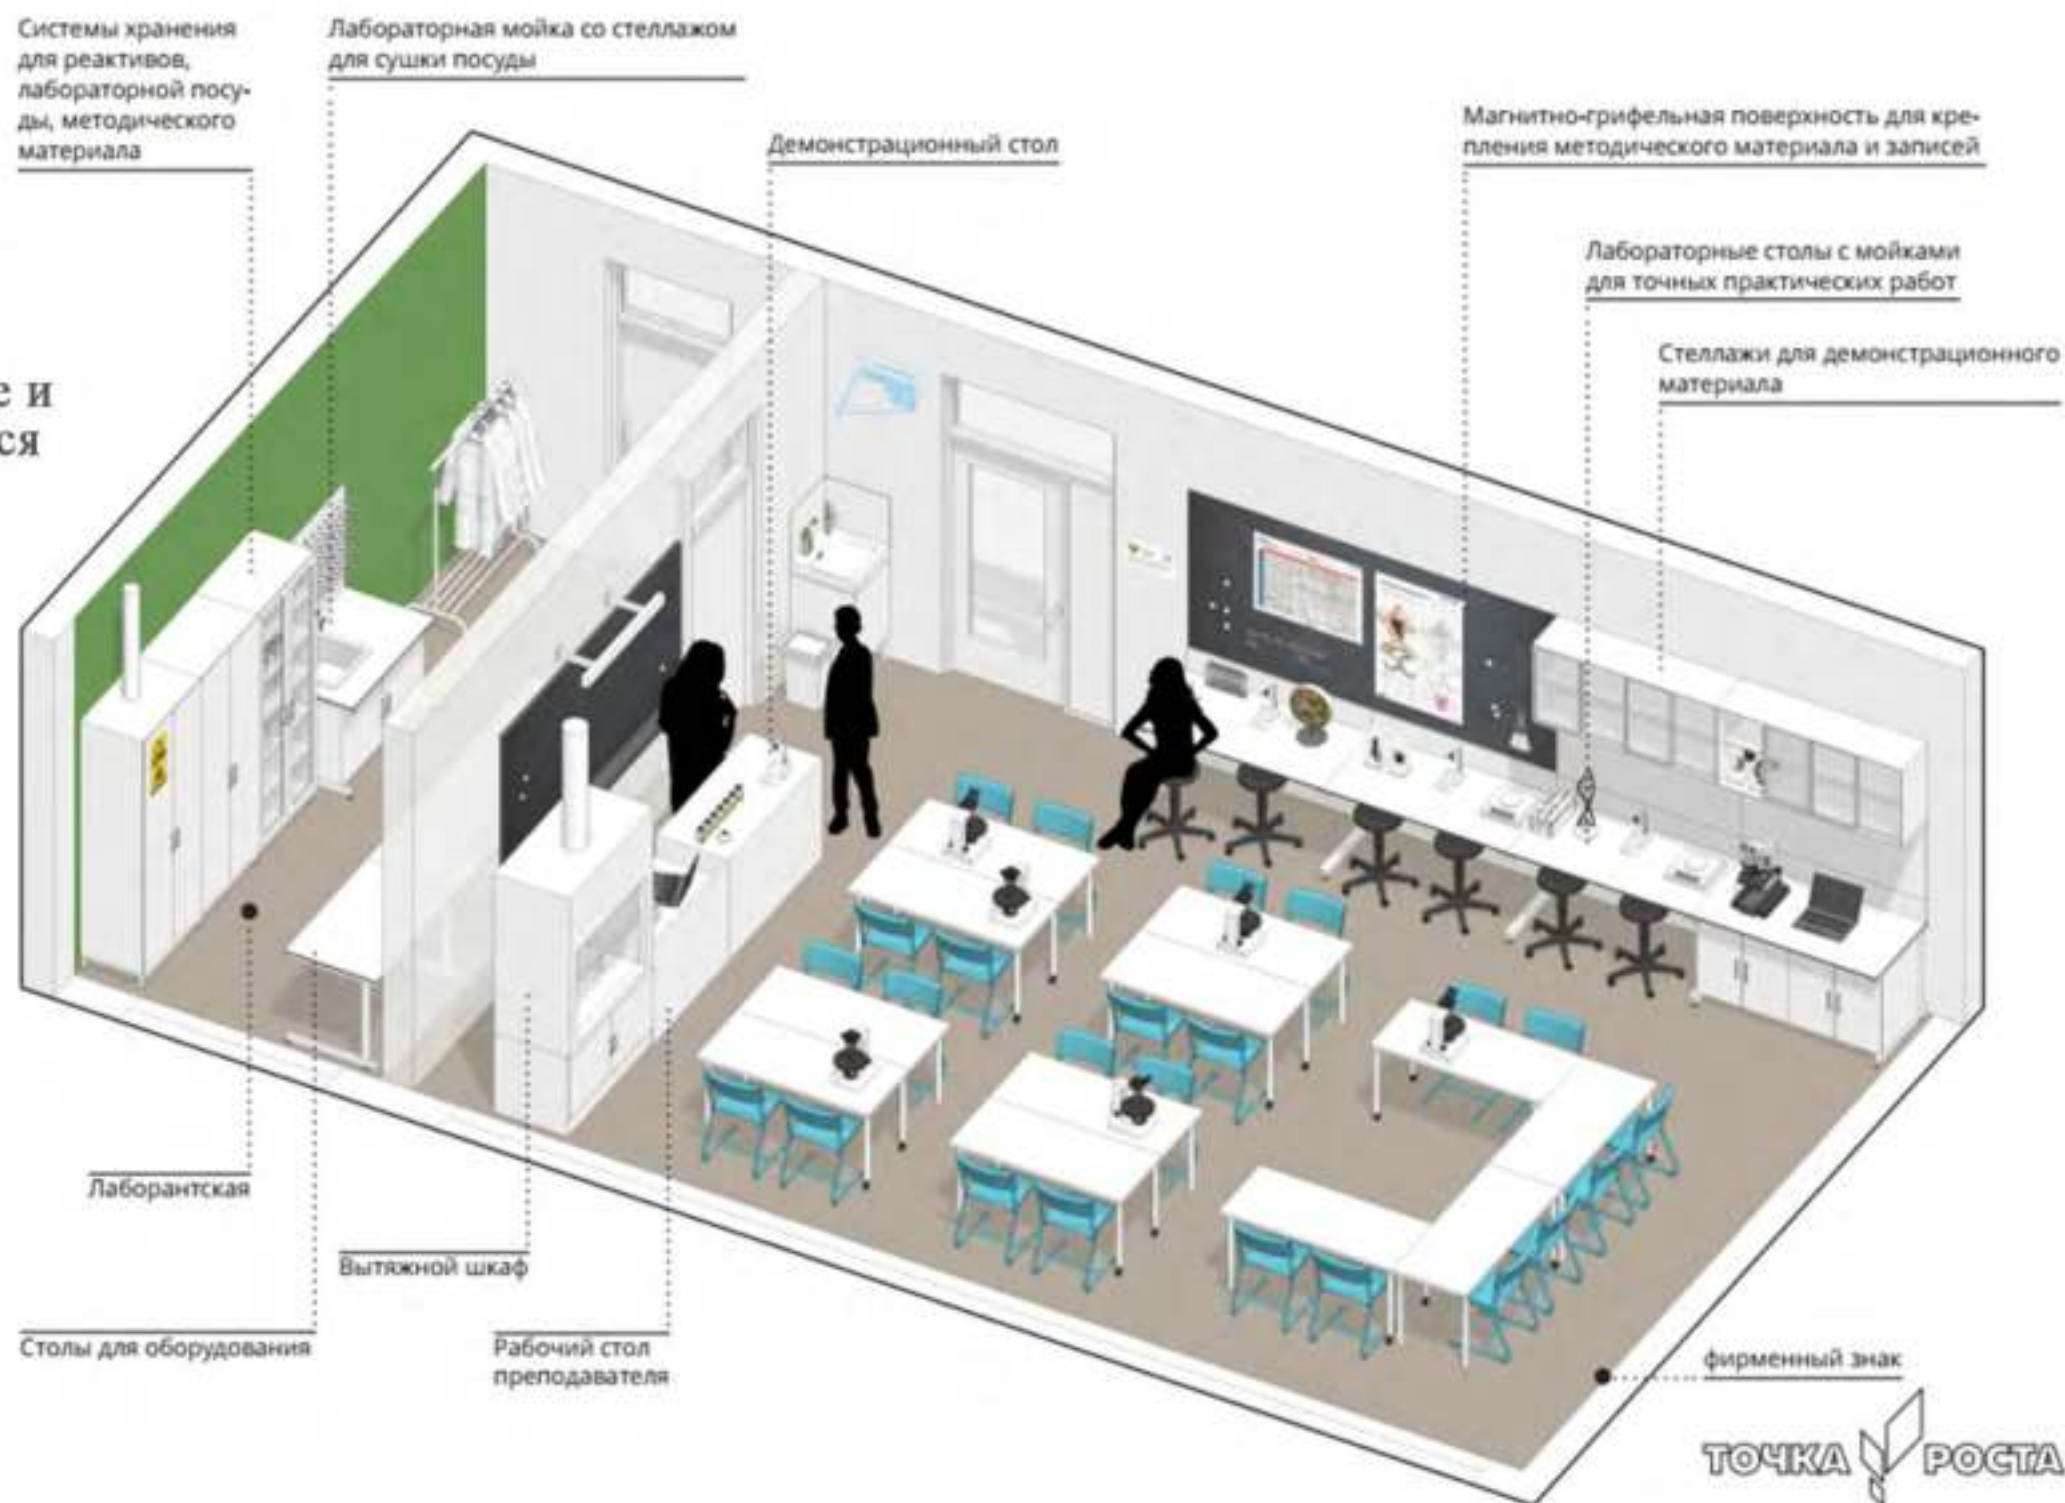 Системы хранения
для реактивов,
лабораторной посу-
ды, методического
материала
Лабораторная мойка со стеллажом
для сушки посуды
Демонстрационный стол
Магнитно-грифельная поверхность для кре-
пления методического материала и записей
Лабораторные столы с мойками
для точных практических работ
Стеллажи для демонстрационного
материала
е и
ся
Лаборантская
Вытяжной шкаф
Столы для оборудования
Рабочий стол
преподавателя
фирменный знак
ТОЧКА РОСТА